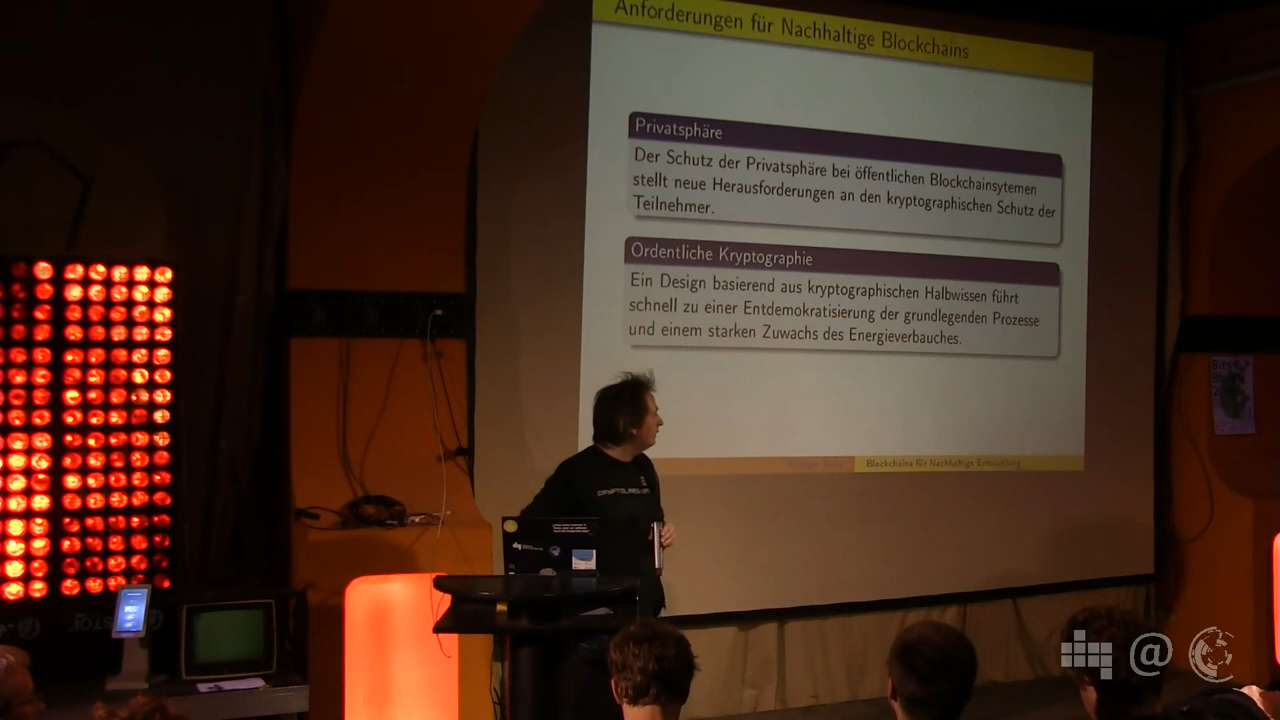 Anforderungen für Nachhaltige Blockchains
Privatsphäre
Der Schutz der Privatsphäre bei öffentlichen Blockchainsytemen
stellt neue Herausforderungen an den kryptographischen Schutz der
Teilnehmer.
Ordentliche Kryptographie
Ein Design basierend aus kryptographischen Halbwissen führt
schnell zu einer Entdemokratisierung der grundlegenden Prozesse
und einem starken Zuwachs des Energieverbauches.
Blockchains für Nachhaltige Entwicklung
@